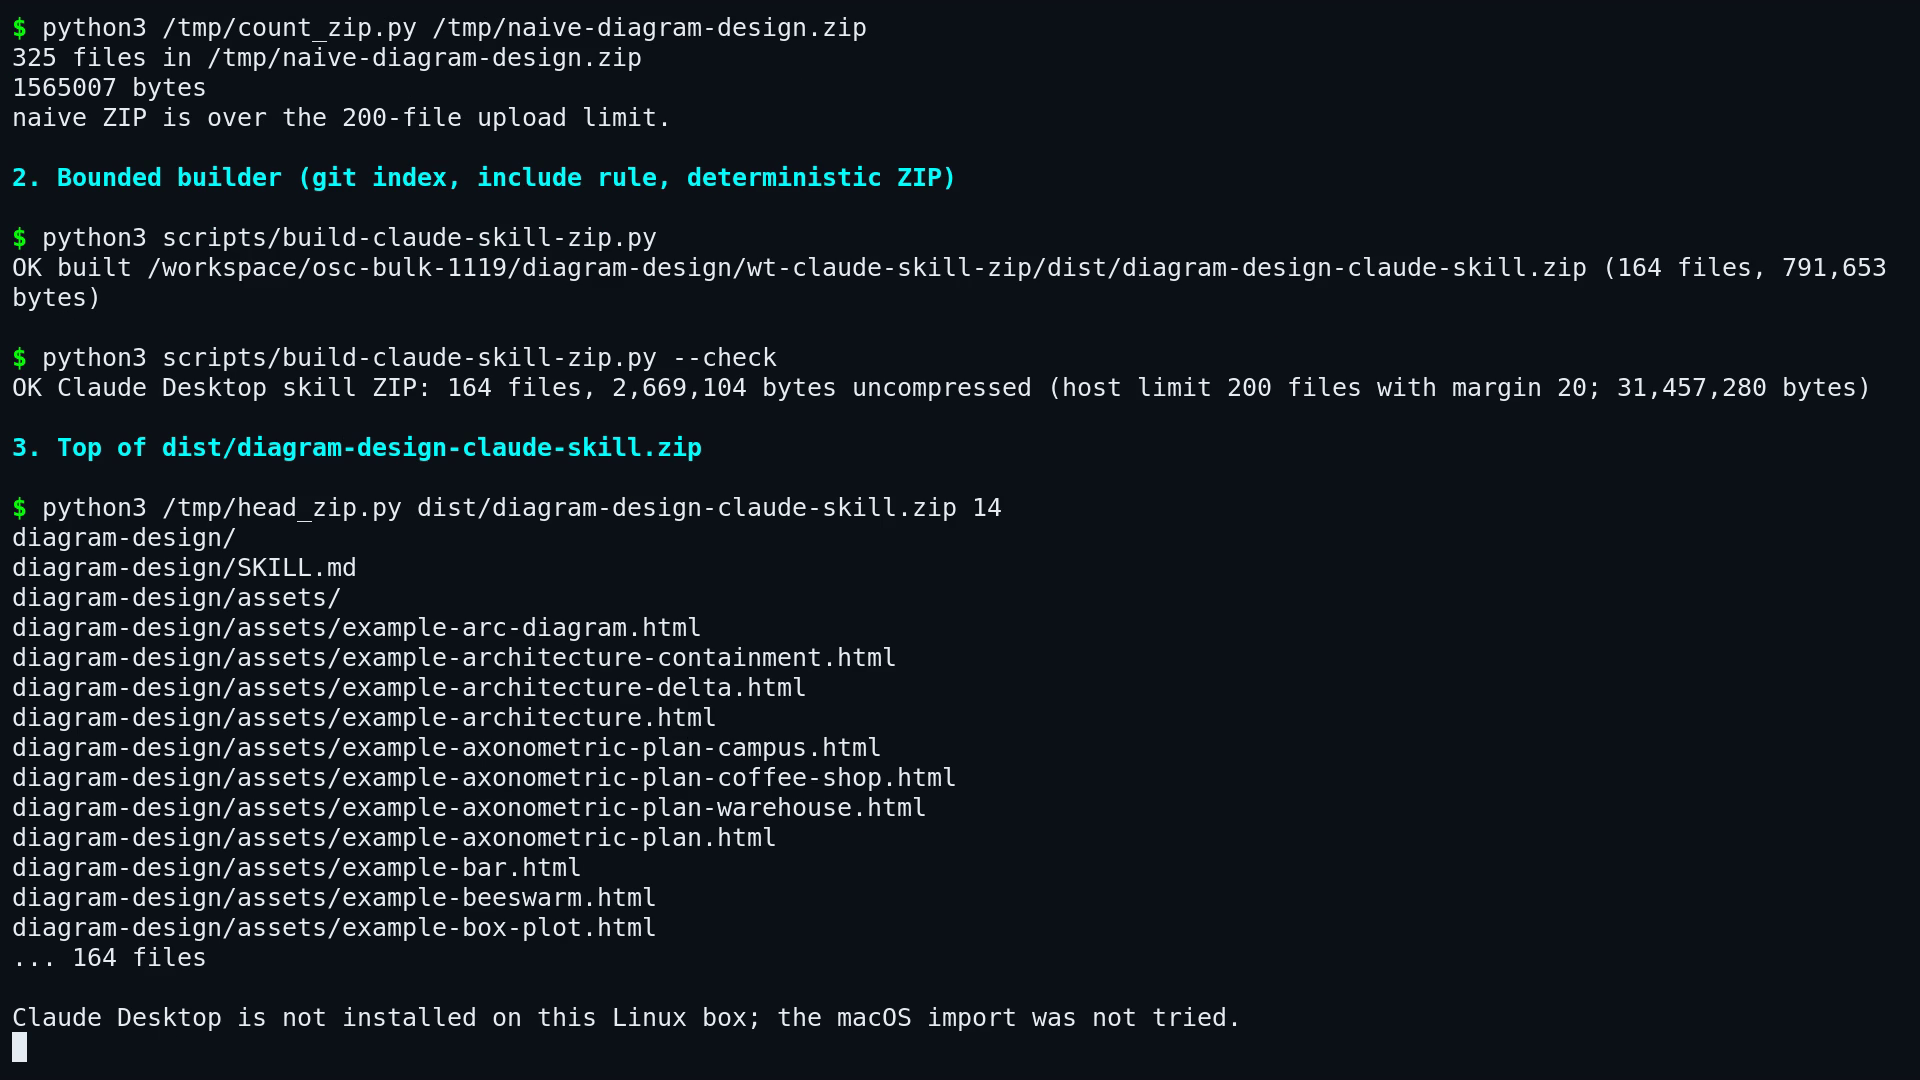 $ python3 /tmp/count_zip.py /tmp/naive-diagram-design.zip
325 files in /tmp/naive-diagram-design.zip
1565007 bytes
naive ZIP is over the 200-file upload limit.
2. Bounded builder (git index, include rule, deterministic ZIP)
$ python3 scripts/build-claude-skill-zip.py
OK built /workspace/osc-bulk-1119/diagram-design/wt-claude-skill-zip/dist/diagram-design-claude-skill.zip (164 files, 791,653
bytes)
$ python3 scripts/build-claude-skill-zip.py --check
OK Claude Desktop skill ZIP: 164 files, 2,669,104 bytes uncompressed (host limit 200 files with margin 20; 31,457,280 bytes)
3. Top of dist/diagram-design-claude-skill.zip
$ python3 /tmp/head_zip.py dist/diagram-design-claude-skill.zip 14
diagram-design/
diagram-design/SKILL.md
diagram-design/assets/
diagram-design/assets/example-arc-diagram.html
diagram-design/assets/example-architecture-containment.html
diagram-design/assets/example-architecture-delta.html
diagram-design/assets/example-architecture.html
diagram-design/assets/example-axonometric-plan-campus.html
diagram-design/assets/example-axonometric-plan-coffee-shop.html
diagram-design/assets/example-axonometric-plan-warehouse.html
diagram-design/assets/example-axonometric-plan.html
diagram-design/assets/example-bar.html
diagram-design/assets/example-beeswarm.html
diagram-design/assets/example-box-plot.html
... 164 files
Claude Desktop is not installed on this Linux box; the macOS import was not tried.